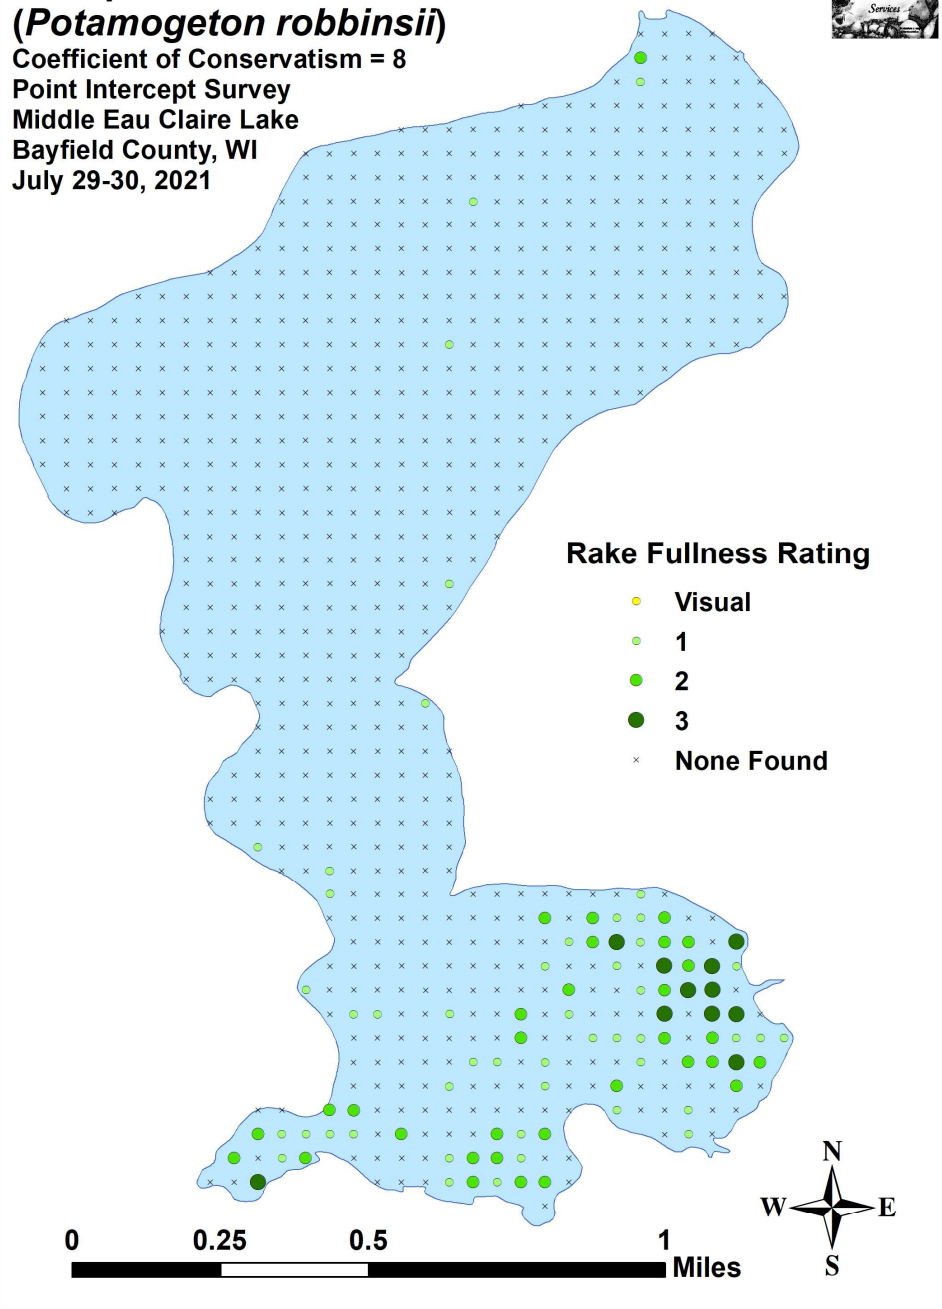 (Potamogeton robbinsii)
Coefficient of Conservatism = 8
Point Intercept Survey
Middle Eau Claire Lake
Bayfield County, WI
July 29-30, 2021
Services
Rake Fullness Rating
Visual
1
2
3
None Found
N
W E
S
0 0.25 0.5 1
Miles